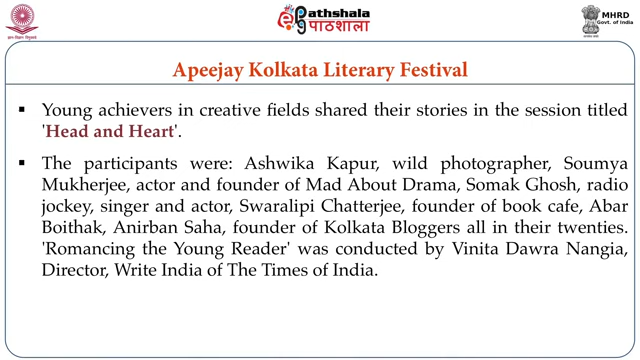 Pathshala
पाठशाला
MHRD
Govt. of India
Apeejay Kolkata Literary Festival
Young achievers in creative fields shared their stories in the session titled
'Head and Heart'.
The participants were: Ashwika Kapur, wild photographer, Soumya
Mukherjee, actor and founder of Mad About Drama, Somak Ghosh, radio
jockey, singer and actor, Swaralipi Chatterjee, founder of book cafe, Abar
Boithak, Anirban Saha, founder of Kolkata Bloggers all in their twenties.
'Romancing the Young Reader' was conducted by Vinita Dawra Nangia,
Director, Write India of The Times of India.